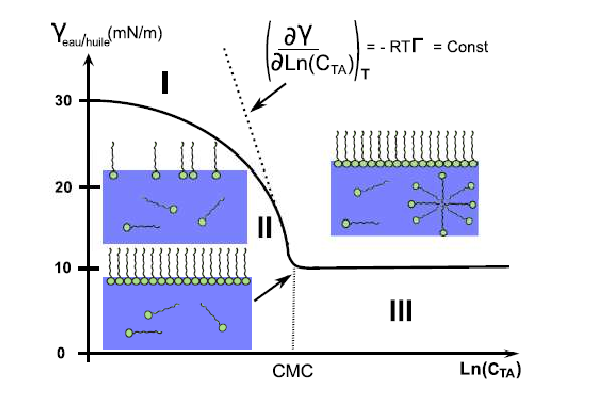 γeau/huile (mN/m)
(∂γ/∂Ln(CTA))T = - RTΓ = Const
I
30
20
II
10
III
0
CMC
Ln(CTA)